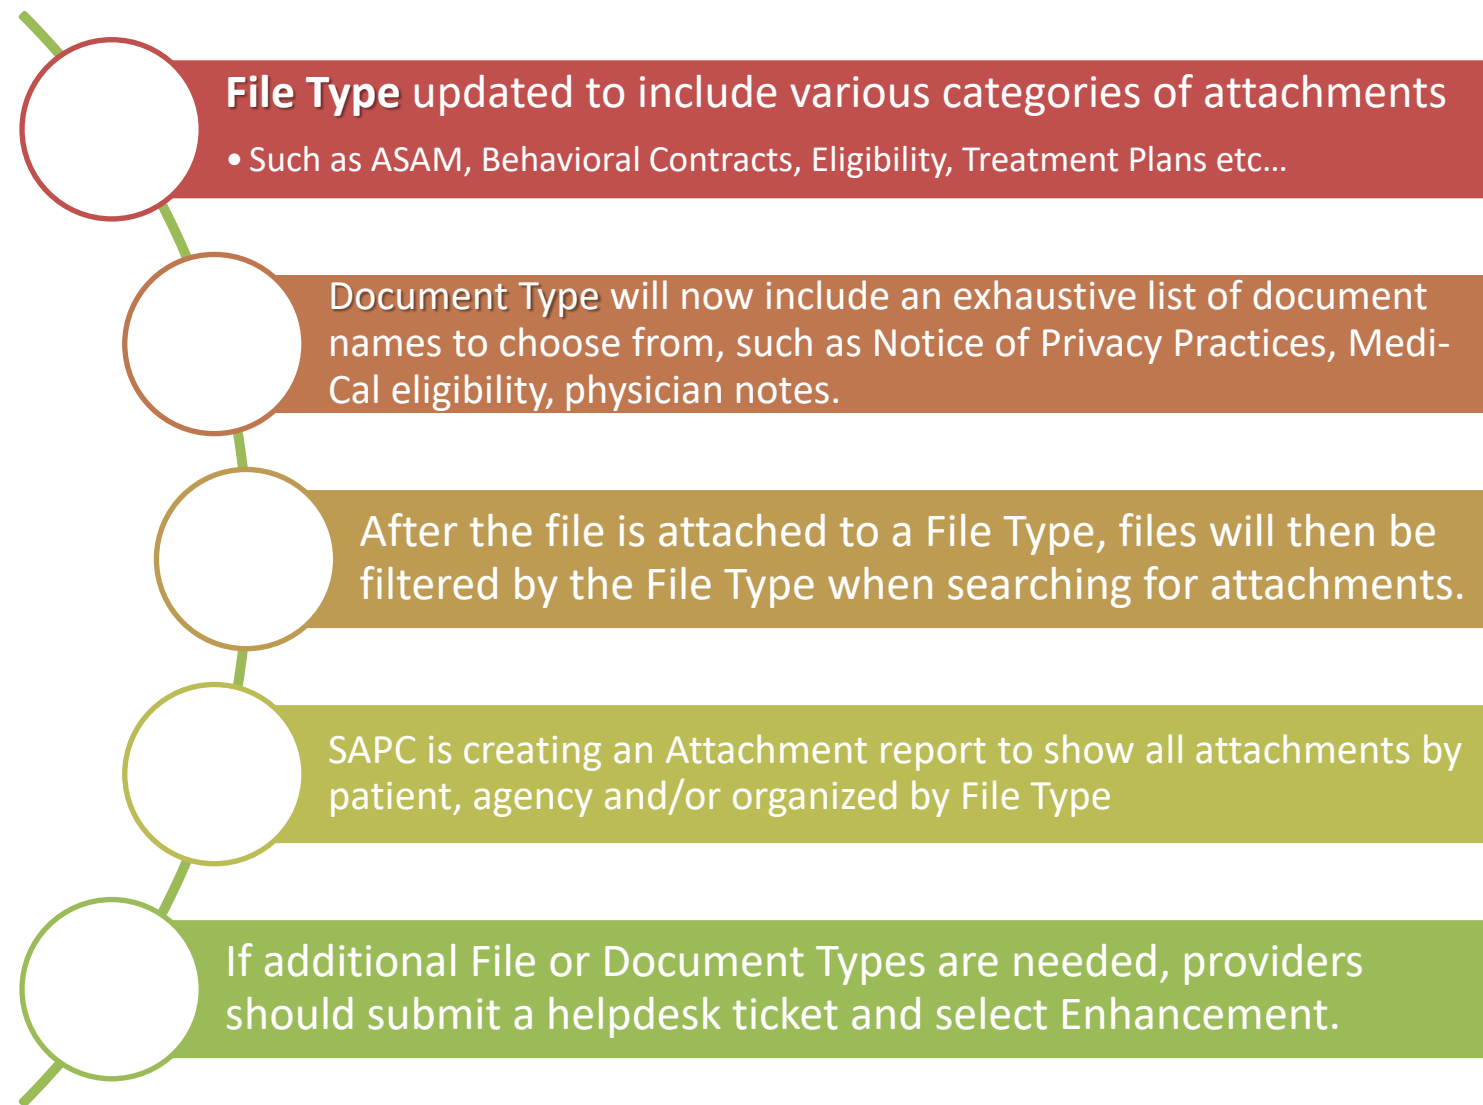 File Type updated to include various categories of attachments
• Such as ASAM, Behavioral Contracts, Eligibility, Treatment Plans etc...
Document Type will now include an exhaustive list of document
names to choose from, such as Notice of Privacy Practices, Medi-
Cal eligibility, physician notes.
After the file is attached to a File Type, files will then be
filtered by the File Type when searching for attachments.
SAPC is creating an Attachment report to show all attachments by
patient, agency and/or organized by File Type
If additional File or Document Types are needed, providers
should submit a helpdesk ticket and select Enhancement.